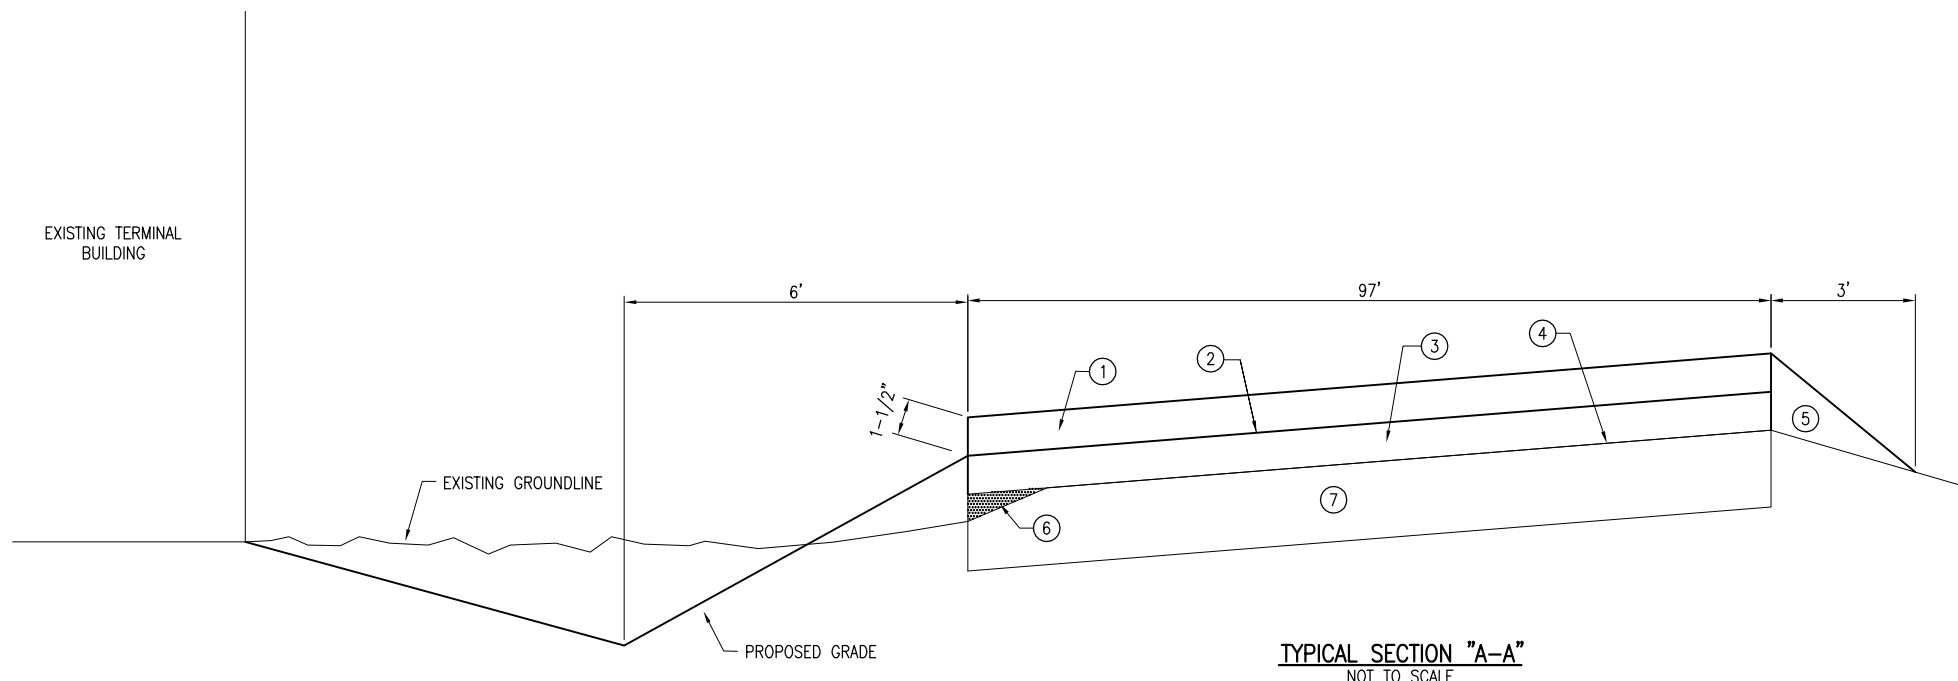 EXISTING TERMINAL
BUILDING
6'
97'
3'
1
2
3
4
1-1/2"
5
EXISTING GROUNDLINE
7
6
PROPOSED GRADE
TYPICAL SECTION "A-A"
NOT TO SCALE